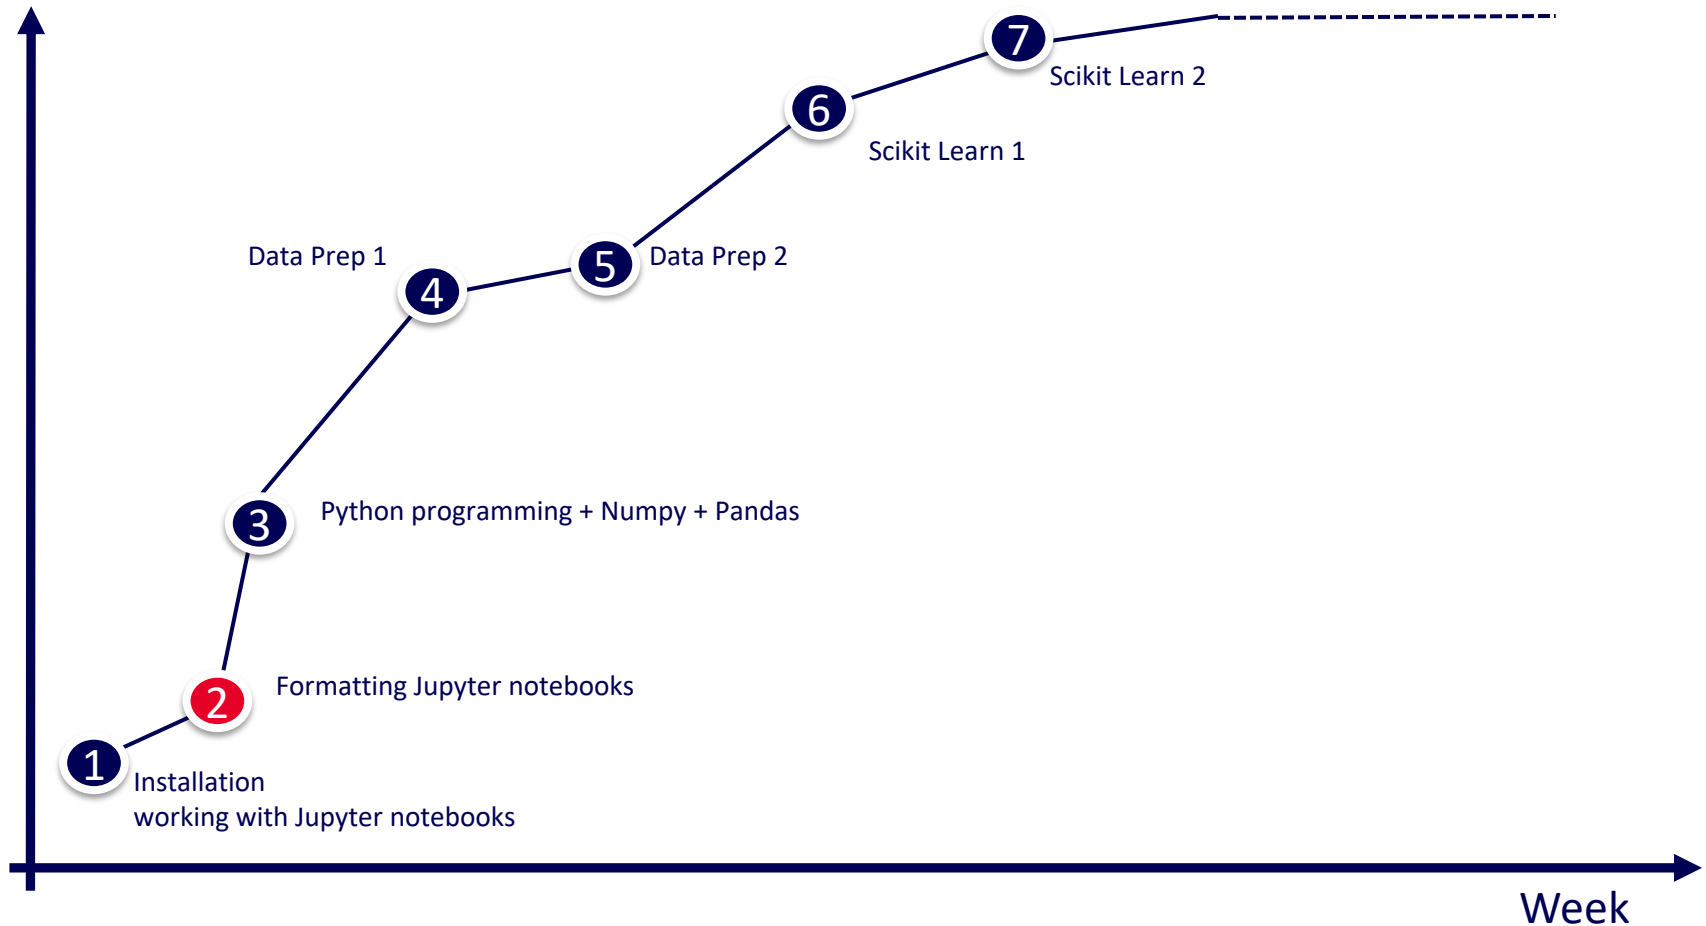 7
Scikit Learn 2
6
Scikit Learn 1
Data Prep 1
4
5
Data Prep 2
3
Python programming + Numpy + Pandas
2
Formatting Jupyter notebooks
1
Installation
working with Jupyter notebooks
Week